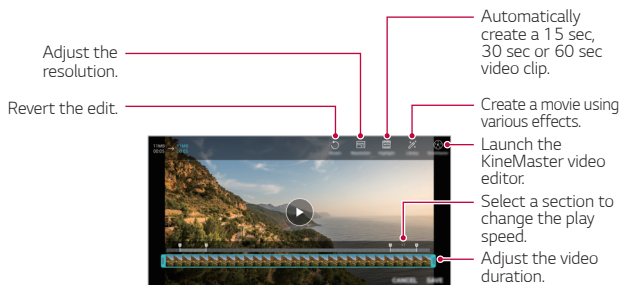 Automatically
create a 15 sec,
30 sec or 60 sec
video clip.
Adjust the
resolution.
Revert the edit.
Create a movie using
various effects.
Launch the
KineMaster video
editor.
Select a section to
change the play
speed.
Adjust the video
duration.
CANCEL SAVE